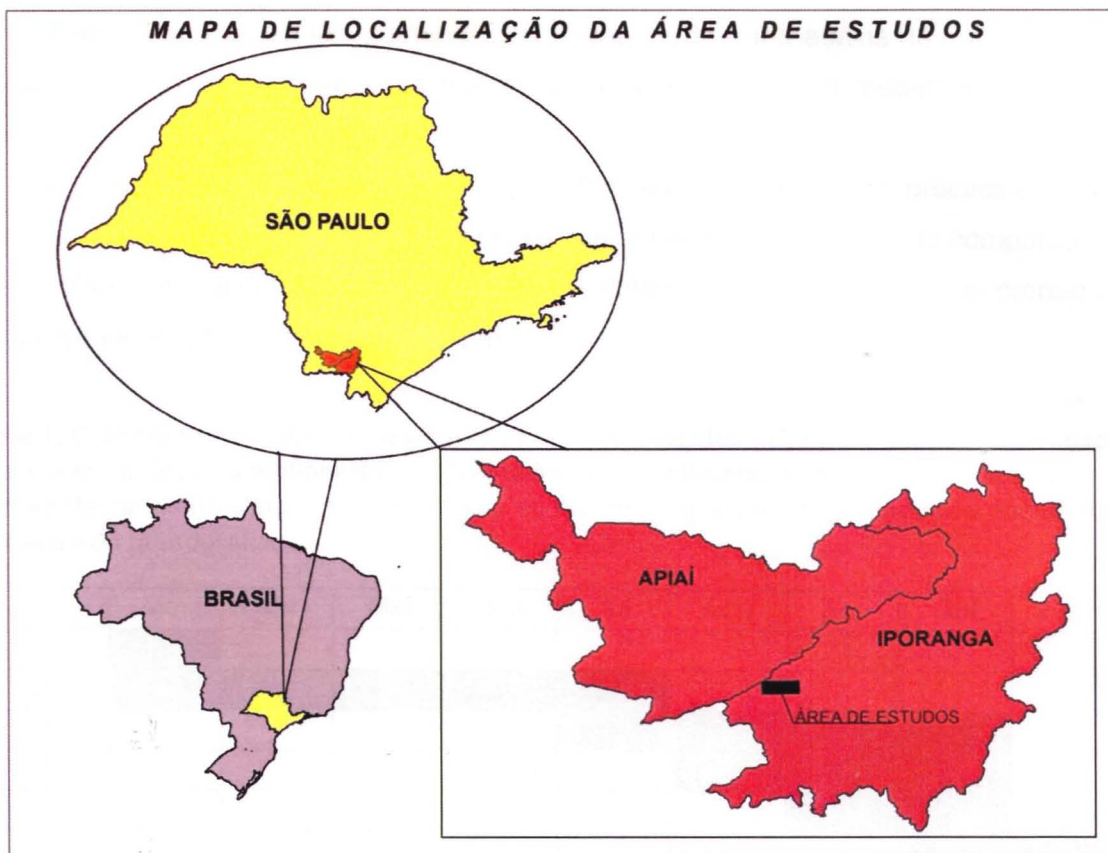 MAPA DE LOCALIZAÇÃO DA ÁREA DE ESTUDOS
SÃO PAULO
BRASIL
APIAÍ
IPORANGA
ÁREA DE ESTUDOS